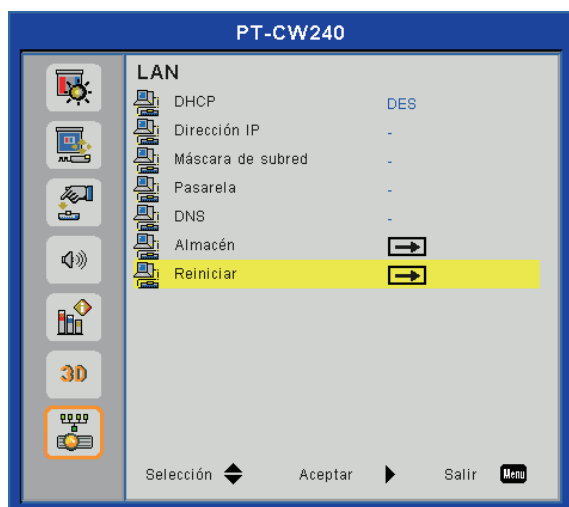 PT-CW240
LAN
DHCP DES
Dirección IP -
Máscara de subred -
Pasarela -
DNS -
Almacén
Reiniciar
3D
Selección Aceptar Salir Menu